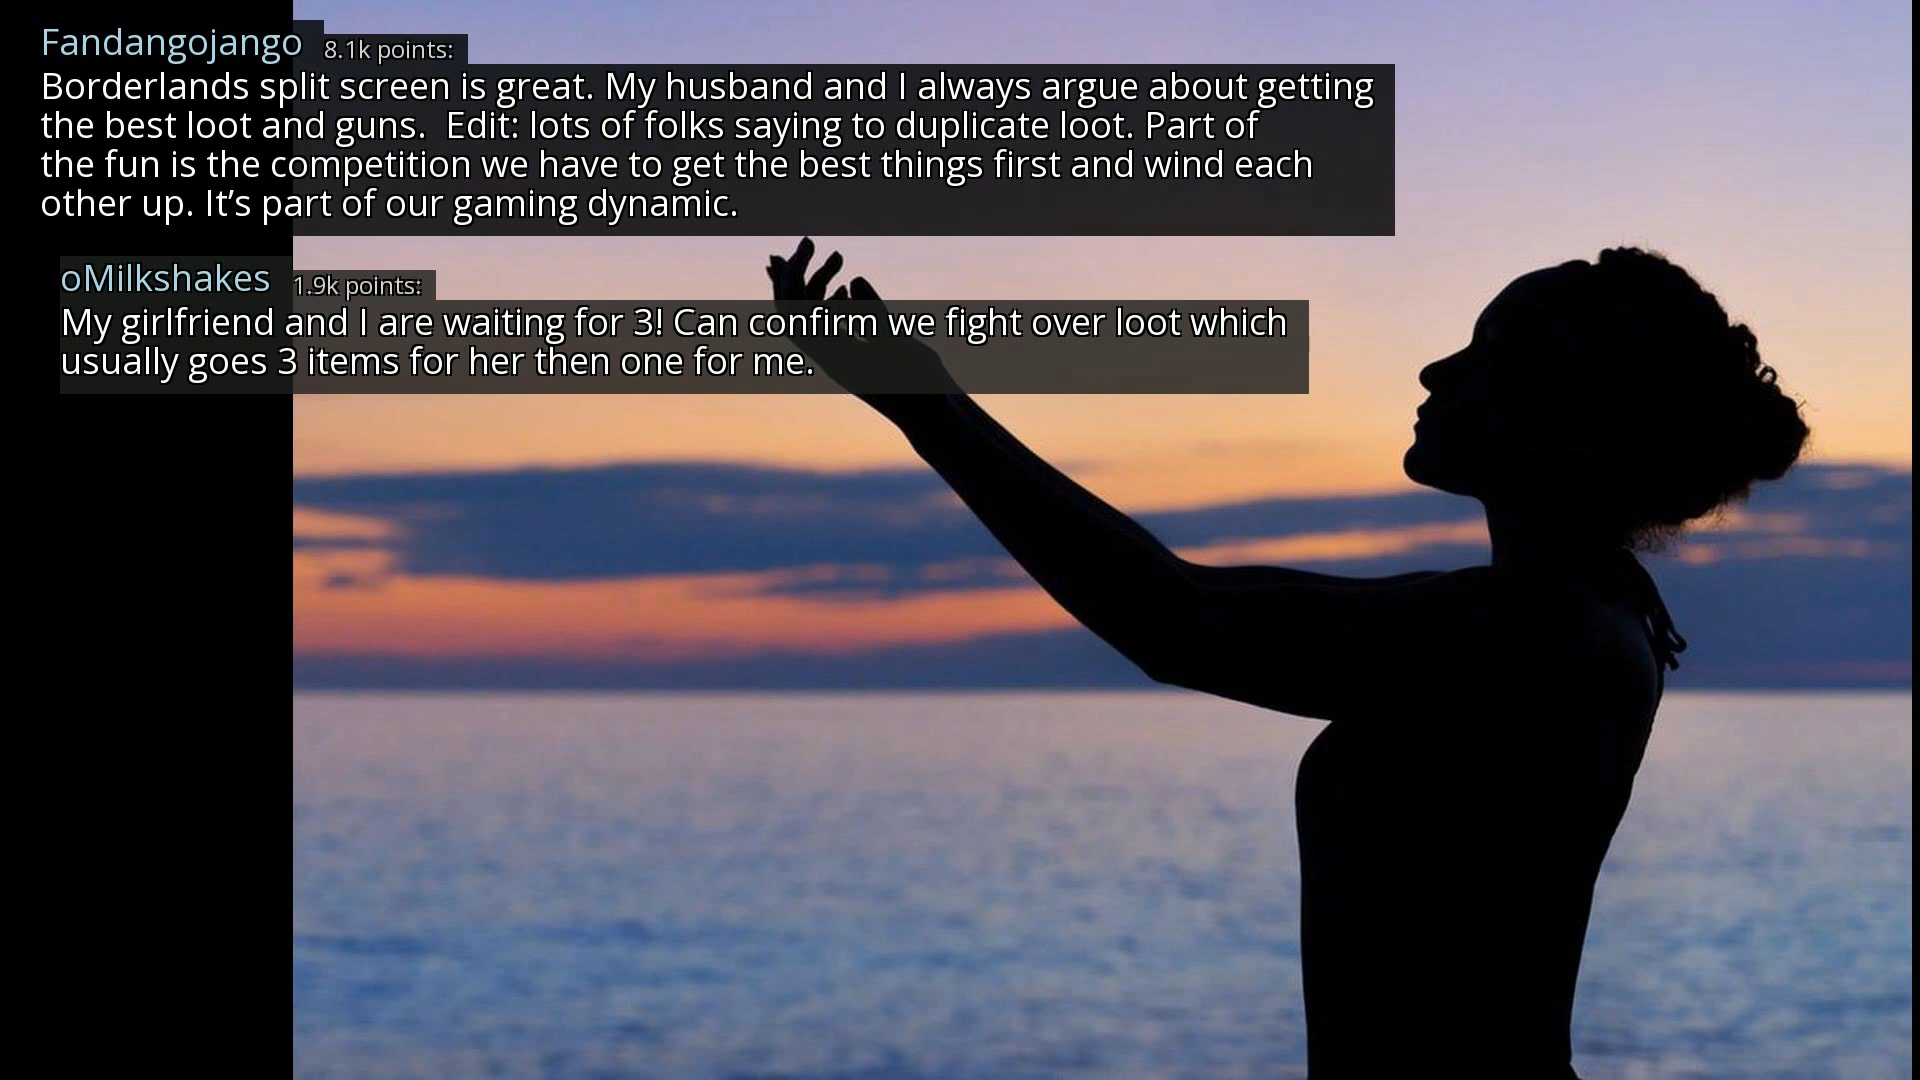 Fandangojango 8.1k points:
Borderlands split screen is great. My husband and I always argue about getting
the best loot and guns.  Edit: lots of folks saying to duplicate loot. Part of
the fun is the competition we have to get the best things first and wind each
other up. It’s part of our gaming dynamic.
oMilkshakes 1.9k points:
My girlfriend and I are waiting for 3! Can confirm we fight over loot which
usually goes 3 items for her then one for me.